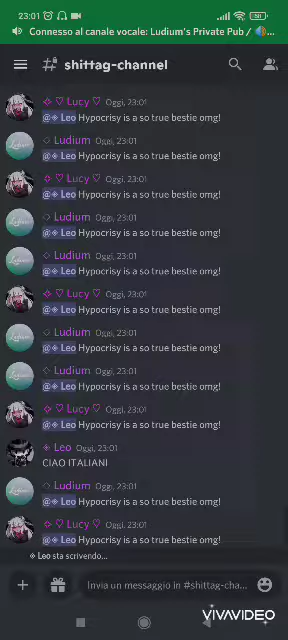 23:01
50
Connesso al canale vocale: Ludium's Private Pub /
shittag-channel
Lucy Oggi, 23:01
@ Leo Hypocrisy is a so true bestie omg!
Ludium Oggi, 23:01
@ Leo Hypocrisy is a so true bestie omg!
Lucy Oggi, 23:01
@ Leo Hypocrisy is a so true bestie omg!
Ludium Oggi, 23:01
@ Leo Hypocrisy is a so true bestie omg!
Ludium Oggi, 23:01
@ Leo Hypocrisy is a so true bestie omg!
Lucy Oggi, 23:01
@ Leo Hypocrisy is a so true bestie omg!
Ludium Oggi, 23:01
@ Leo Hypocrisy is a so true bestie omg!
Ludium Oggi, 23:01
@ Leo Hypocrisy is a so true bestie omg!
Lucy Oggi, 23:01
@ Leo Hypocrisy is a so true bestie omg!
Leo Oggi, 23:01
CIAO ITALIANI
Ludium Oggi, 23:01
@ Leo Hypocrisy is a so true bestie omg!
Lucy Oggi, 23:01
@ Leo Hypocrisy is a so true bestie omg!
Leo sta scrivendo...
Invia un messaggio in #shittag-cha...
VIVAVIDEO